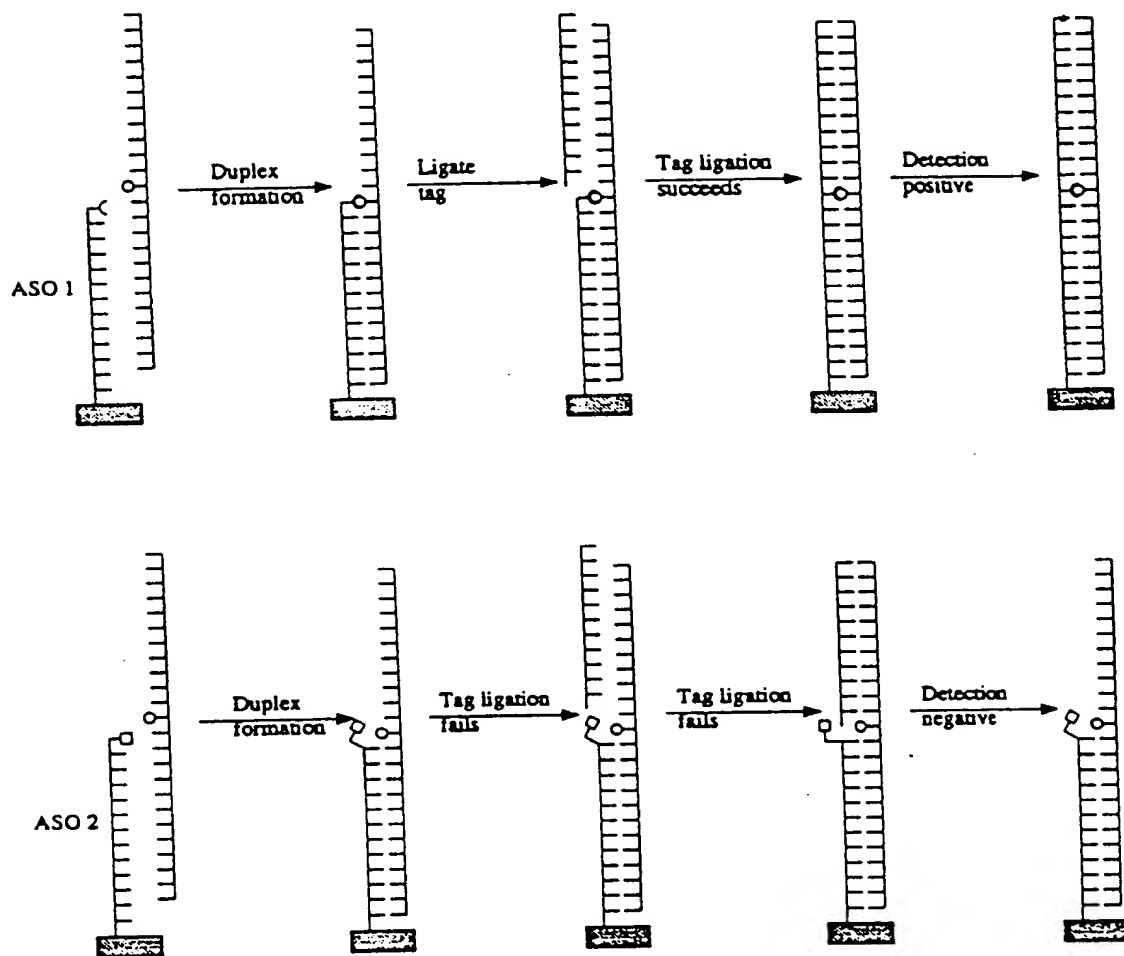 Duplex
formation
Ligate
tag
Tag ligation
succeeds
Detection
positive
ASO 1
Duplex
formation
Tag ligation
fails
Tag ligation
fails
Detection
negative
ASO 2